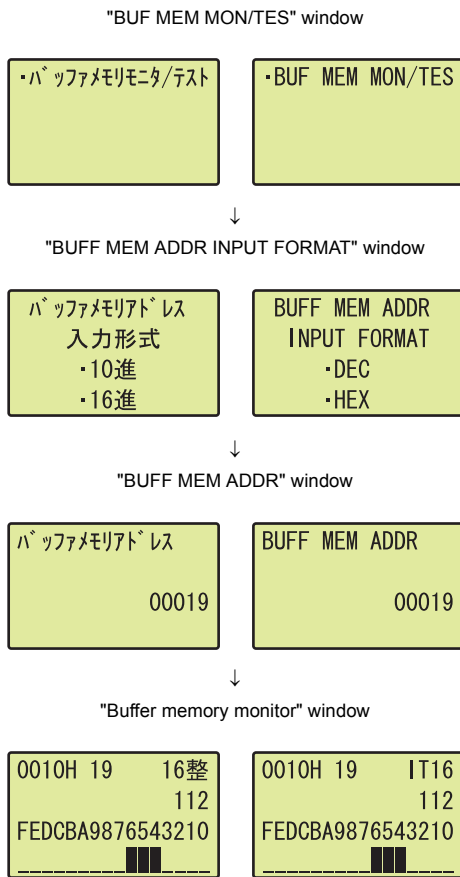 "BUF MEM MON/TES" window
・バッファメモリモニタ/テスト
・BUF MEM MON/TES
↓
"BUFF MEM ADDR INPUT FORMAT" window
バッファメモリアドレス
入力形式
・10進
・16進
BUFF MEM ADDR
INPUT FORMAT
・DEC
・HEX
↓
"BUFF MEM ADDR" window
バッファメモリアドレス
00019
BUFF MEM ADDR
00019
↓
"Buffer memory monitor" window
0010H 19 16整
112
FEDCBA9876543210
_________███____
0010H 19 IT16
112
FEDCBA9876543210
_________███____